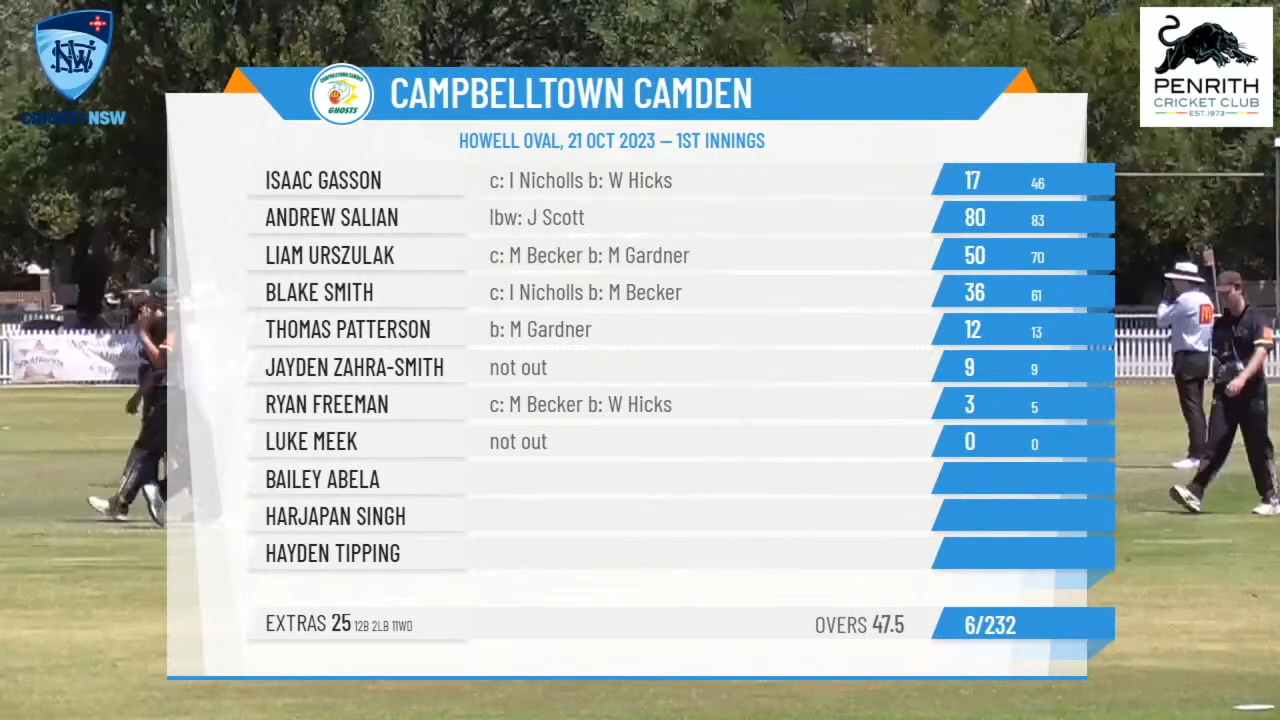 CRICKET NSW
PENRITH
CRICKET CLUB
EST.1973
GHOSTS
CAMPBELLTOWN CAMDEN
HOWELL OVAL, 21 OCT 2023 – 1ST INNINGS
ISAAC GASSON c: I Nicholls b: W Hicks 17 46
ANDREW SALIAN lbw: J Scott 80 83
LIAM URSZULAK c: M Becker b: M Gardner 50 70
BLAKE SMITH c: I Nicholls b: M Becker 36 61
THOMAS PATTERSON b: M Gardner 12 13
JAYDEN ZAHRA-SMITH not out 9 9
RYAN FREEMAN c: M Becker b: W Hicks 3 5
LUKE MEEK not out 0 0
BAILEY ABELA
HARJAPAN SINGH
HAYDEN TIPPING
EXTRAS 25 12B 2LB 11WD OVERS 47.5 6/232